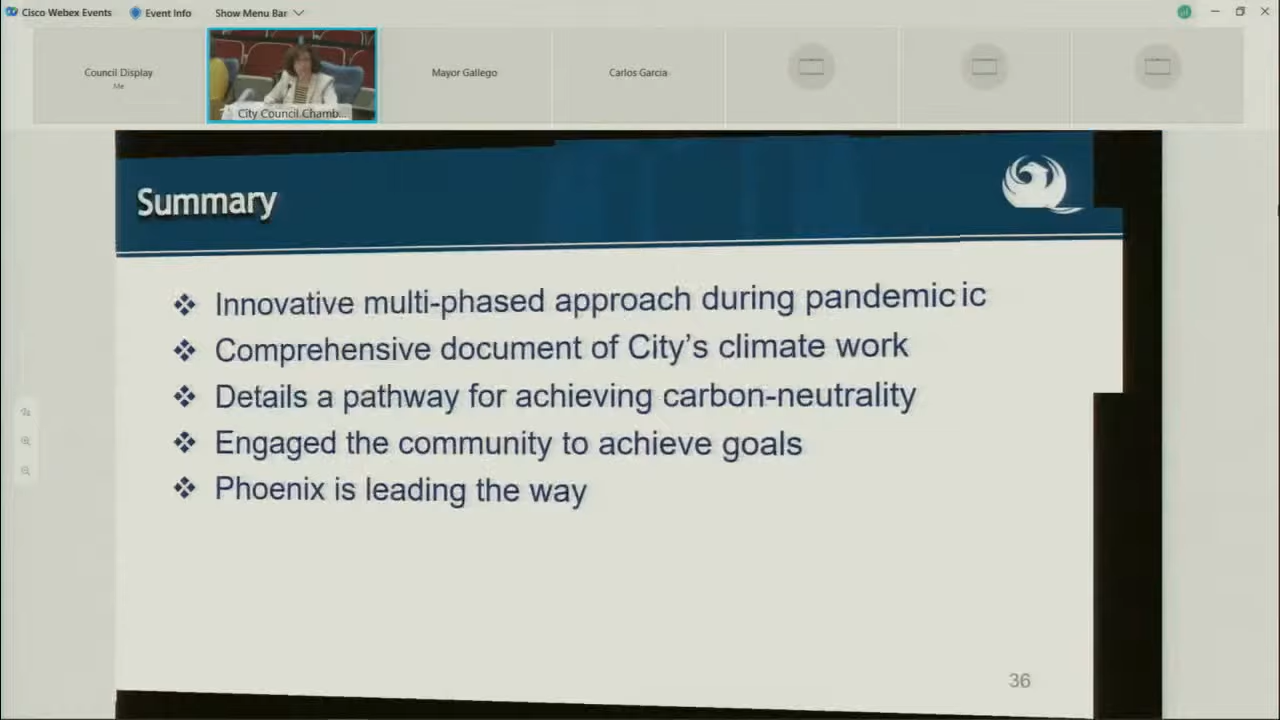 Cisco Webex Events
Event Info
Show Menu Bar
Council Display
Me
City Council Chamb...
Mayor Gallego
Carlos Garcia
Summary
❖ Innovative multi-phased approach during pandemic ic
❖ Comprehensive document of City's climate work
❖ Details a pathway for achieving carbon-neutrality
❖ Engaged the community to achieve goals
❖ Phoenix is leading the way
36